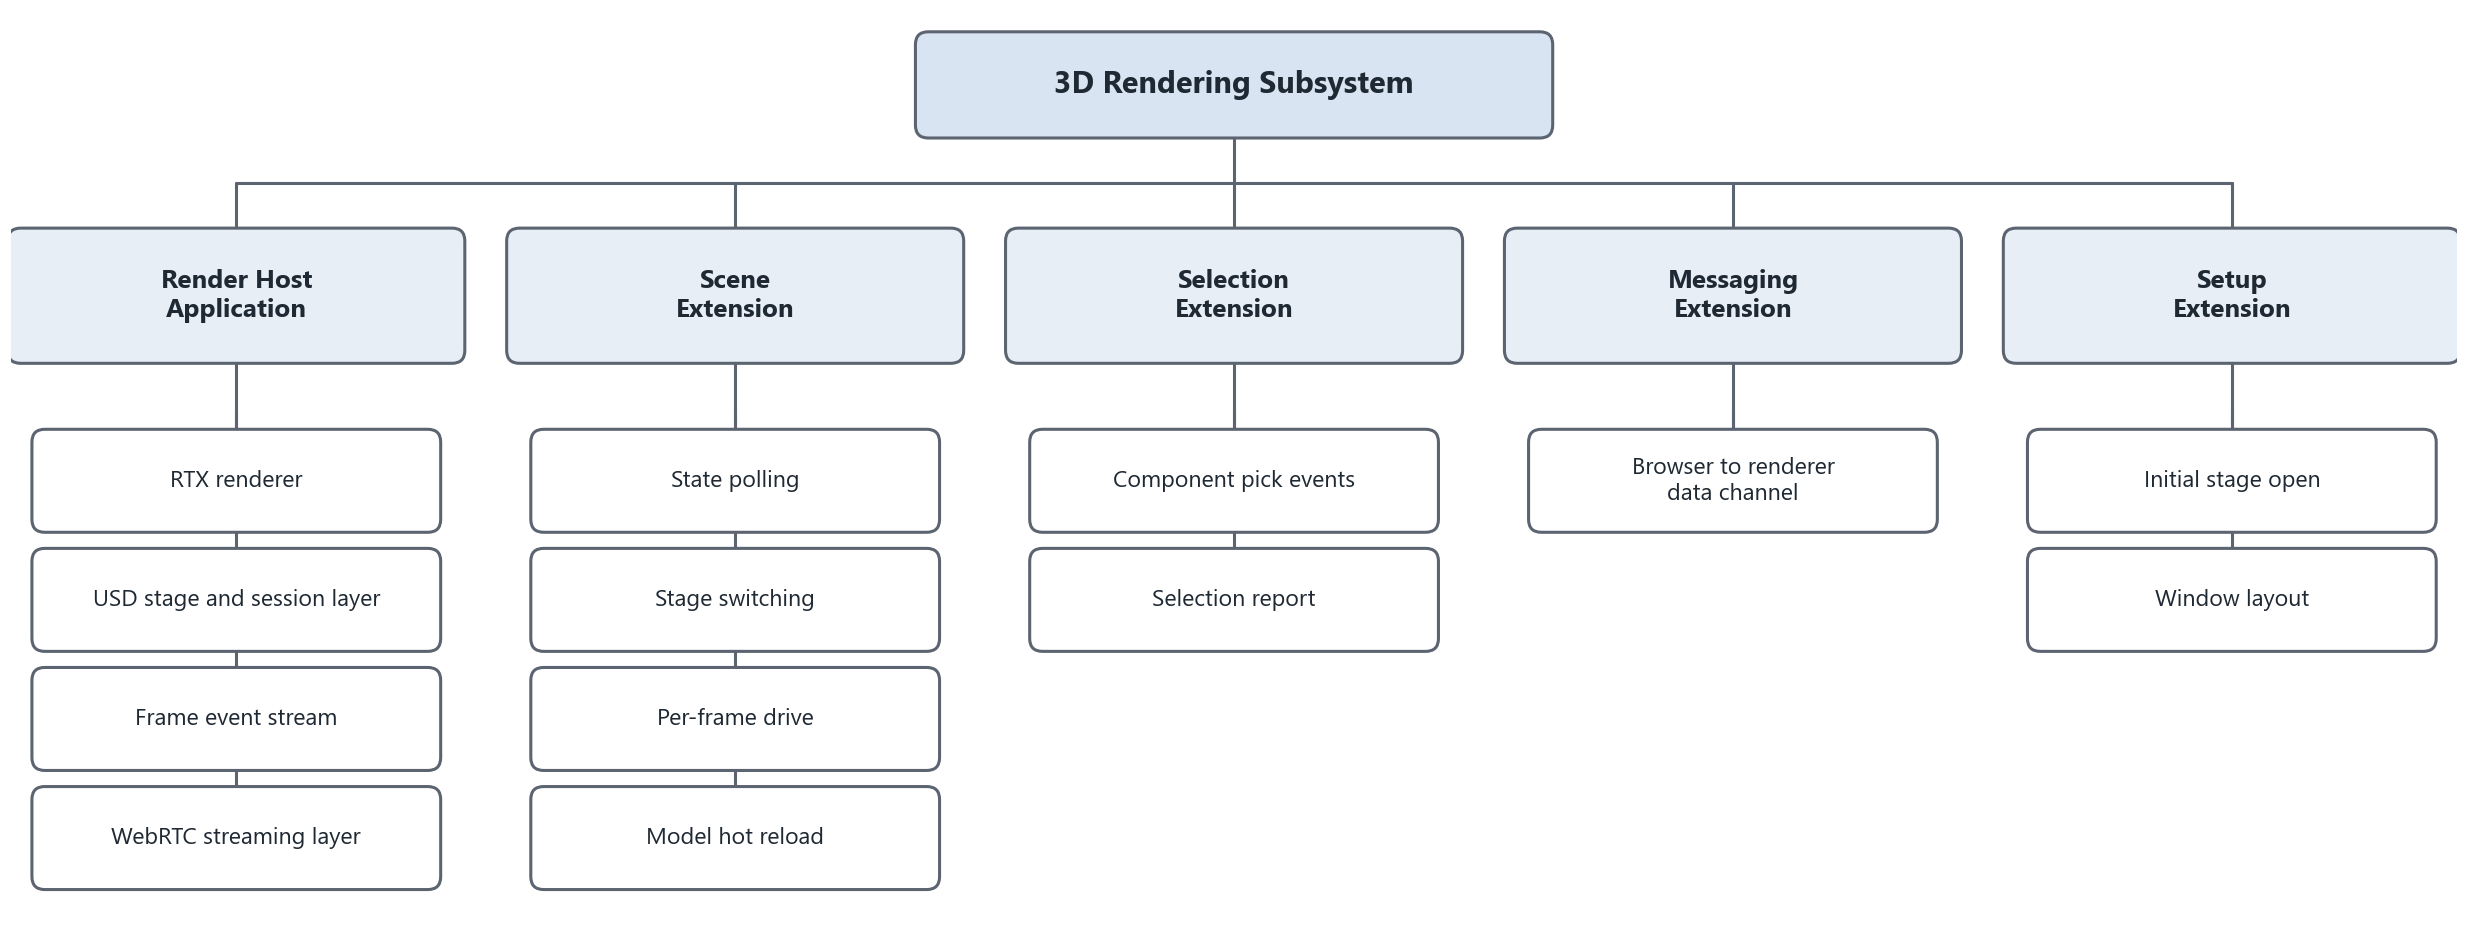 3D Rendering Subsystem
Render Host
Application
Scene
Extension
Selection
Extension
Messaging
Extension
Setup
Extension
RTX renderer
USD stage and session layer
Frame event stream
WebRTC streaming layer
State polling
Stage switching
Per-frame drive
Model hot reload
Component pick events
Selection report
Browser to renderer
data channel
Initial stage open
Window layout